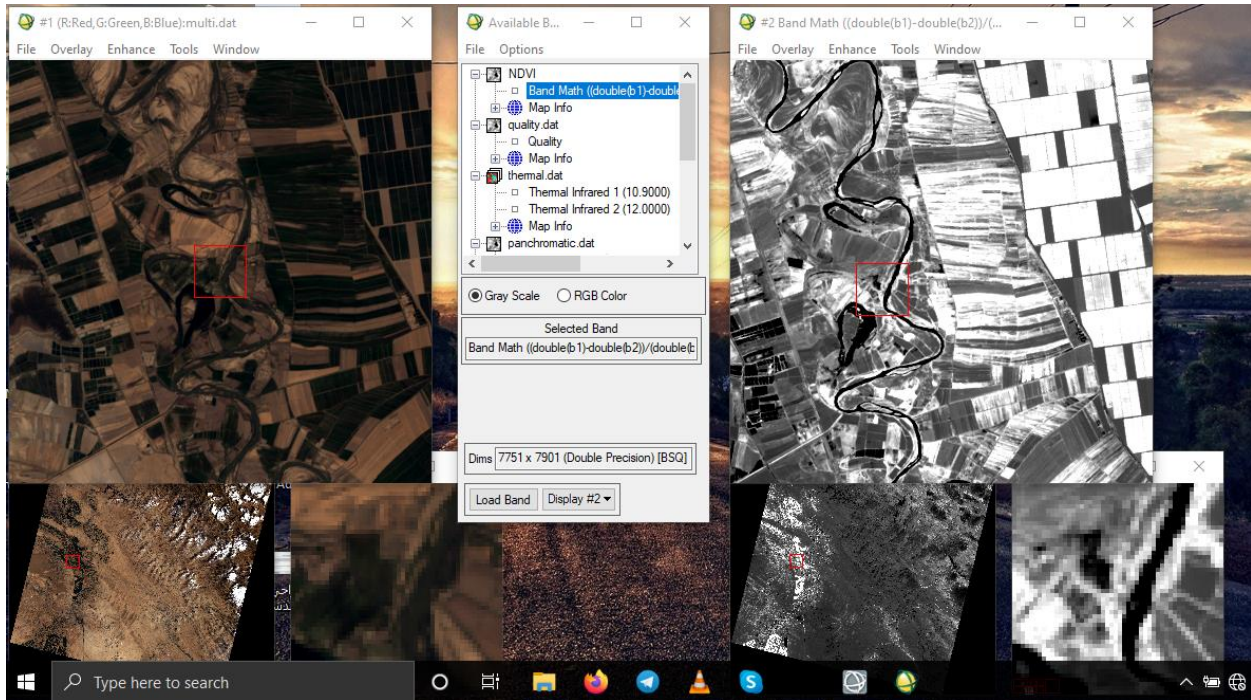 #1 (R:Red,G:Green,B:Blue):multi.dat
File Overlay Enhance Tools Window
Available B...
File Options
NDVI
Band Math ((double(b1)-double
Map Info
quality.dat
Quality
Map Info
thermal.dat
Thermal Infrared 1 (10.9000)
Thermal Infrared 2 (12.0000)
Map Info
panchromatic.dat
Gray Scale RGB Color
Selected Band
Band Math ((double(b1)-double(b2))/(double(b
Dims 7751 x 7901 (Double Precision) [BSQ]
Load Band Display #2
#2 Band Math ((double(b1)-double(b2))/(...
File Overlay Enhance Tools Window
Type here to search